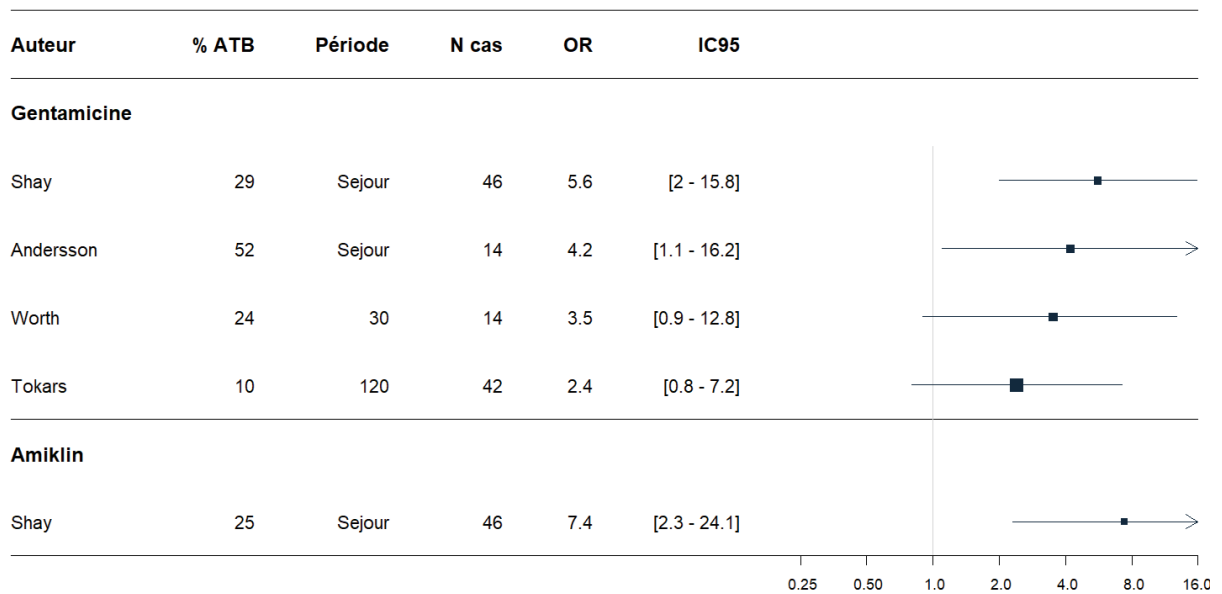 Auteur % ATB Période N cas OR IC95
Gentamicine
Shay 29 Sejour 46 5.6 [2 - 15.8]
Andersson 52 Sejour 14 4.2 [1.1 - 16.2]
Worth 24 30 14 3.5 [0.9 - 12.8]
Tokars 10 120 42 2.4 [0.8 - 7.2]
Amiklin
Shay 25 Sejour 46 7.4 [2.3 - 24.1]
0.25 0.50 1.0 2.0 4.0 8.0 16.0